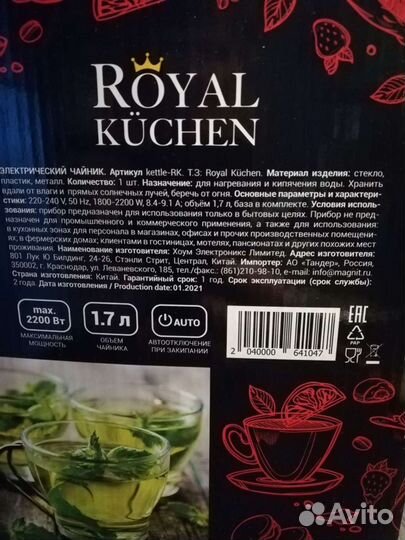 ROYAL
KÜCHEN
ЭЛЕКТРИЧЕСКИЙ ЧАЙНИК. Артикул kettle-RK. Т.З: Royal Küchen. Материал изделия: стекло,
пластик, металл. Количество: 1 шт. Назначение: для нагревания и кипячения воды. Хранить
вдали от влаги и прямых солнечных лучей, беречь от огня. Основные параметры и характери-
стики: 220-240 V, 50 Hz, 1800-2200 W, 8.4-9.1 А; объем 1,7 л, база в комплекте. Условия исполь-
зования: прибор предназначен для использования только в бытовых целях. Прибор не пред-
назначен для промышленного и коммерческого применения, а также для использования:
в кухонных зонах для персонала в магазинах, офисах и прочих производственных помещени-
ях, в фермерских домах; клиентами в гостиницах, мотелях, пансионатах и других похожих мест
проживания. Наименование изготовителя: Хоум Электроникс Лимитед. Адрес изготовителя:
801 Лук Ю Билдинг, 24-26, Стэнли Стрит, Централ, Китай. Импортер: АО «Тандер», Россия,
350002, г. Краснодар, ул. Леваневского, 185, тел./факс.: (861)210-98-10, e-mail: info@magnit.ru.
Страна изготовления: Китай. Гарантийный срок: 1 год. Срок эксплуатации (срок службы):
2 года. Дата изготовления / Production date:01.2021
max.
2200 Вт
МАКСИМАЛЬНАЯ
МОЩНОСТЬ
1.7 л
ОБЪЕМ
ЧАЙНИКА
AUTO
АВТООТКЛЮЧЕНИЕ
ПРИ ЗАКИПАНИИ
2 040000 641047
EAC
PAP
Avito